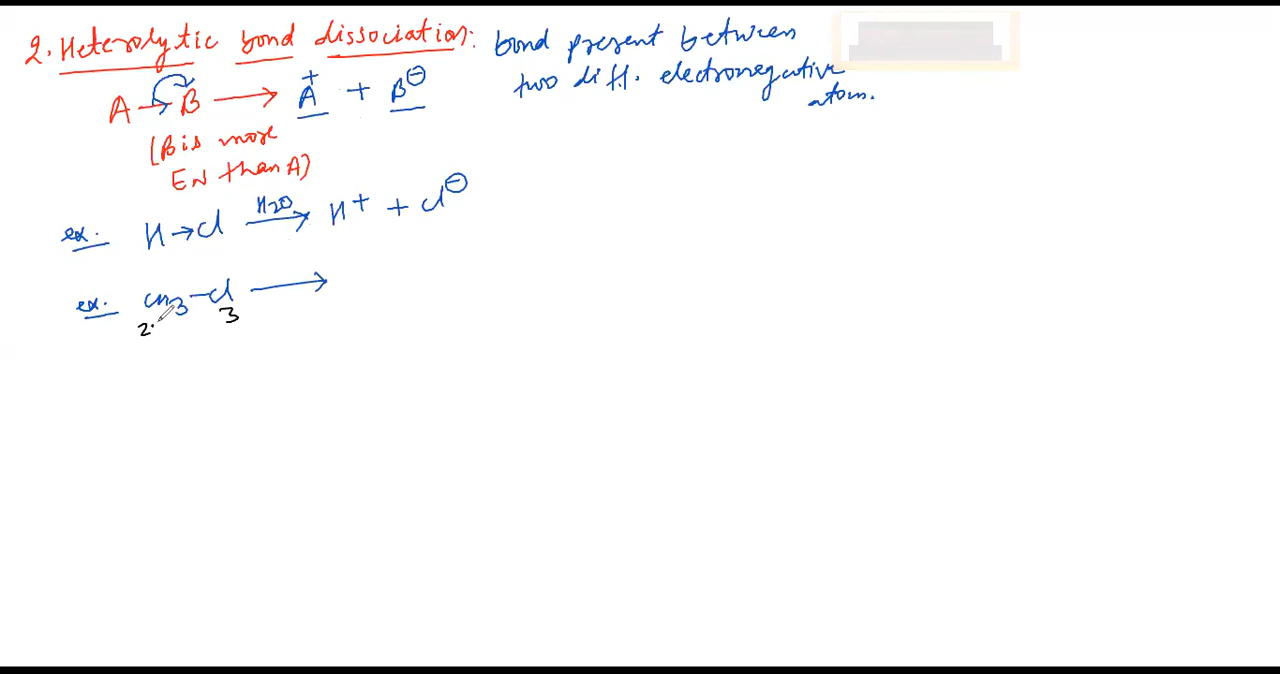 2. Heterolytic bond dissociation: bond present between
two diff. electronegative
atom.
A → B → A⁺ + B⊖
(B is more
EN than A)
ex. H→Cl H2O→ H+ + Cl⊖
ex. CH3-Cl →
2. 3